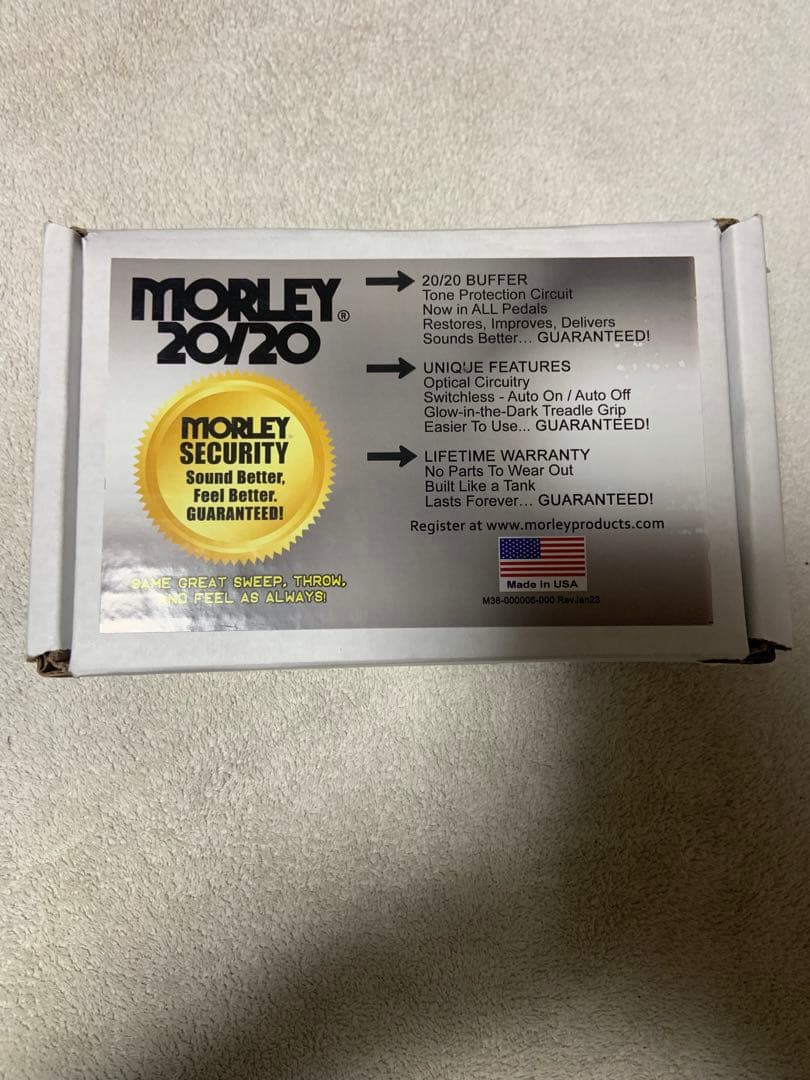 MORLEY®
20/20
MORLEY
SECURITY
Sound Better,
Feel Better.
GUARANTEED!
SAME GREAT SWEEP, THROW,
AND FEEL AS ALWAYS!
20/20 BUFFER
Tone Protection Circuit
Now in ALL Pedals
Restores, Improves, Delivers
Sounds Better... GUARANTEED!
UNIQUE FEATURES
Optical Circuitry
Switchless - Auto On / Auto Off
Glow-in-the-Dark Treadle Grip
Easier To Use... GUARANTEED!
LIFETIME WARRANTY
No Parts To Wear Out
Built Like a Tank
Lasts Forever... GUARANTEED!
Register at www.morleyproducts.com
Made in USA
M38-000006-000 RevJan23